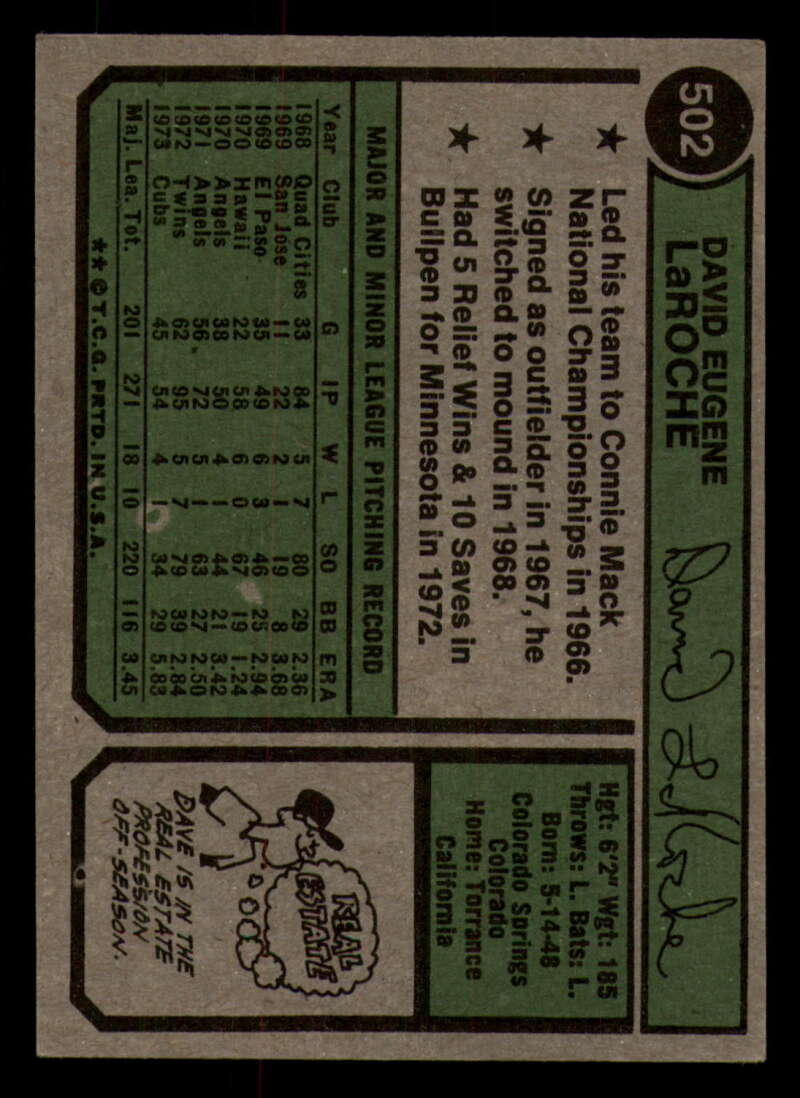 502
DAVID EUGENE
LaROCHE
David LaRoche
★ Led his team to Connie Mack
National Championships in 1966.
★ Signed as outfielder in 1967, he
switched to mound in 1968.
★ Had 5 Relief Wins & 10 Saves in
Bullpen for Minnesota in 1972.
MAJOR AND MINOR LEAGUE PITCHING RECORD
Year Club G IP W L SO BB ERA
1968 Quad Cities 33 84 5 7 80 29 2.36
1969 San Jose 11 22 2 1 19 8 3.68
1969 El Paso 35 49 6 3 46 25 2.94
1970 Hawaii 22 58 6 0 67 19 1.24
1970 Angels 38 50 4 1 44 21 3.42
1971 Angels 56 72 5 1 63 27 2.50
1972 Twins 62 95 5 7 79 39 2.84
1973 Cubs 45 54 4 1 34 29 5.83
Maj. Lea. Tot. 201 271 18 10 220 116 3.45
★★ © T.C.G. PRTD. IN U.S.A.
Hgt: 6'2" Wgt: 185
Throws: L. Bats: L.
Born: 5-14-48
Colorado Springs
Colorado
Home: Torrance
California
REAL
ESTATE
DAVE IS IN THE
REAL ESTATE
PROFESSION
OFF-SEASON.